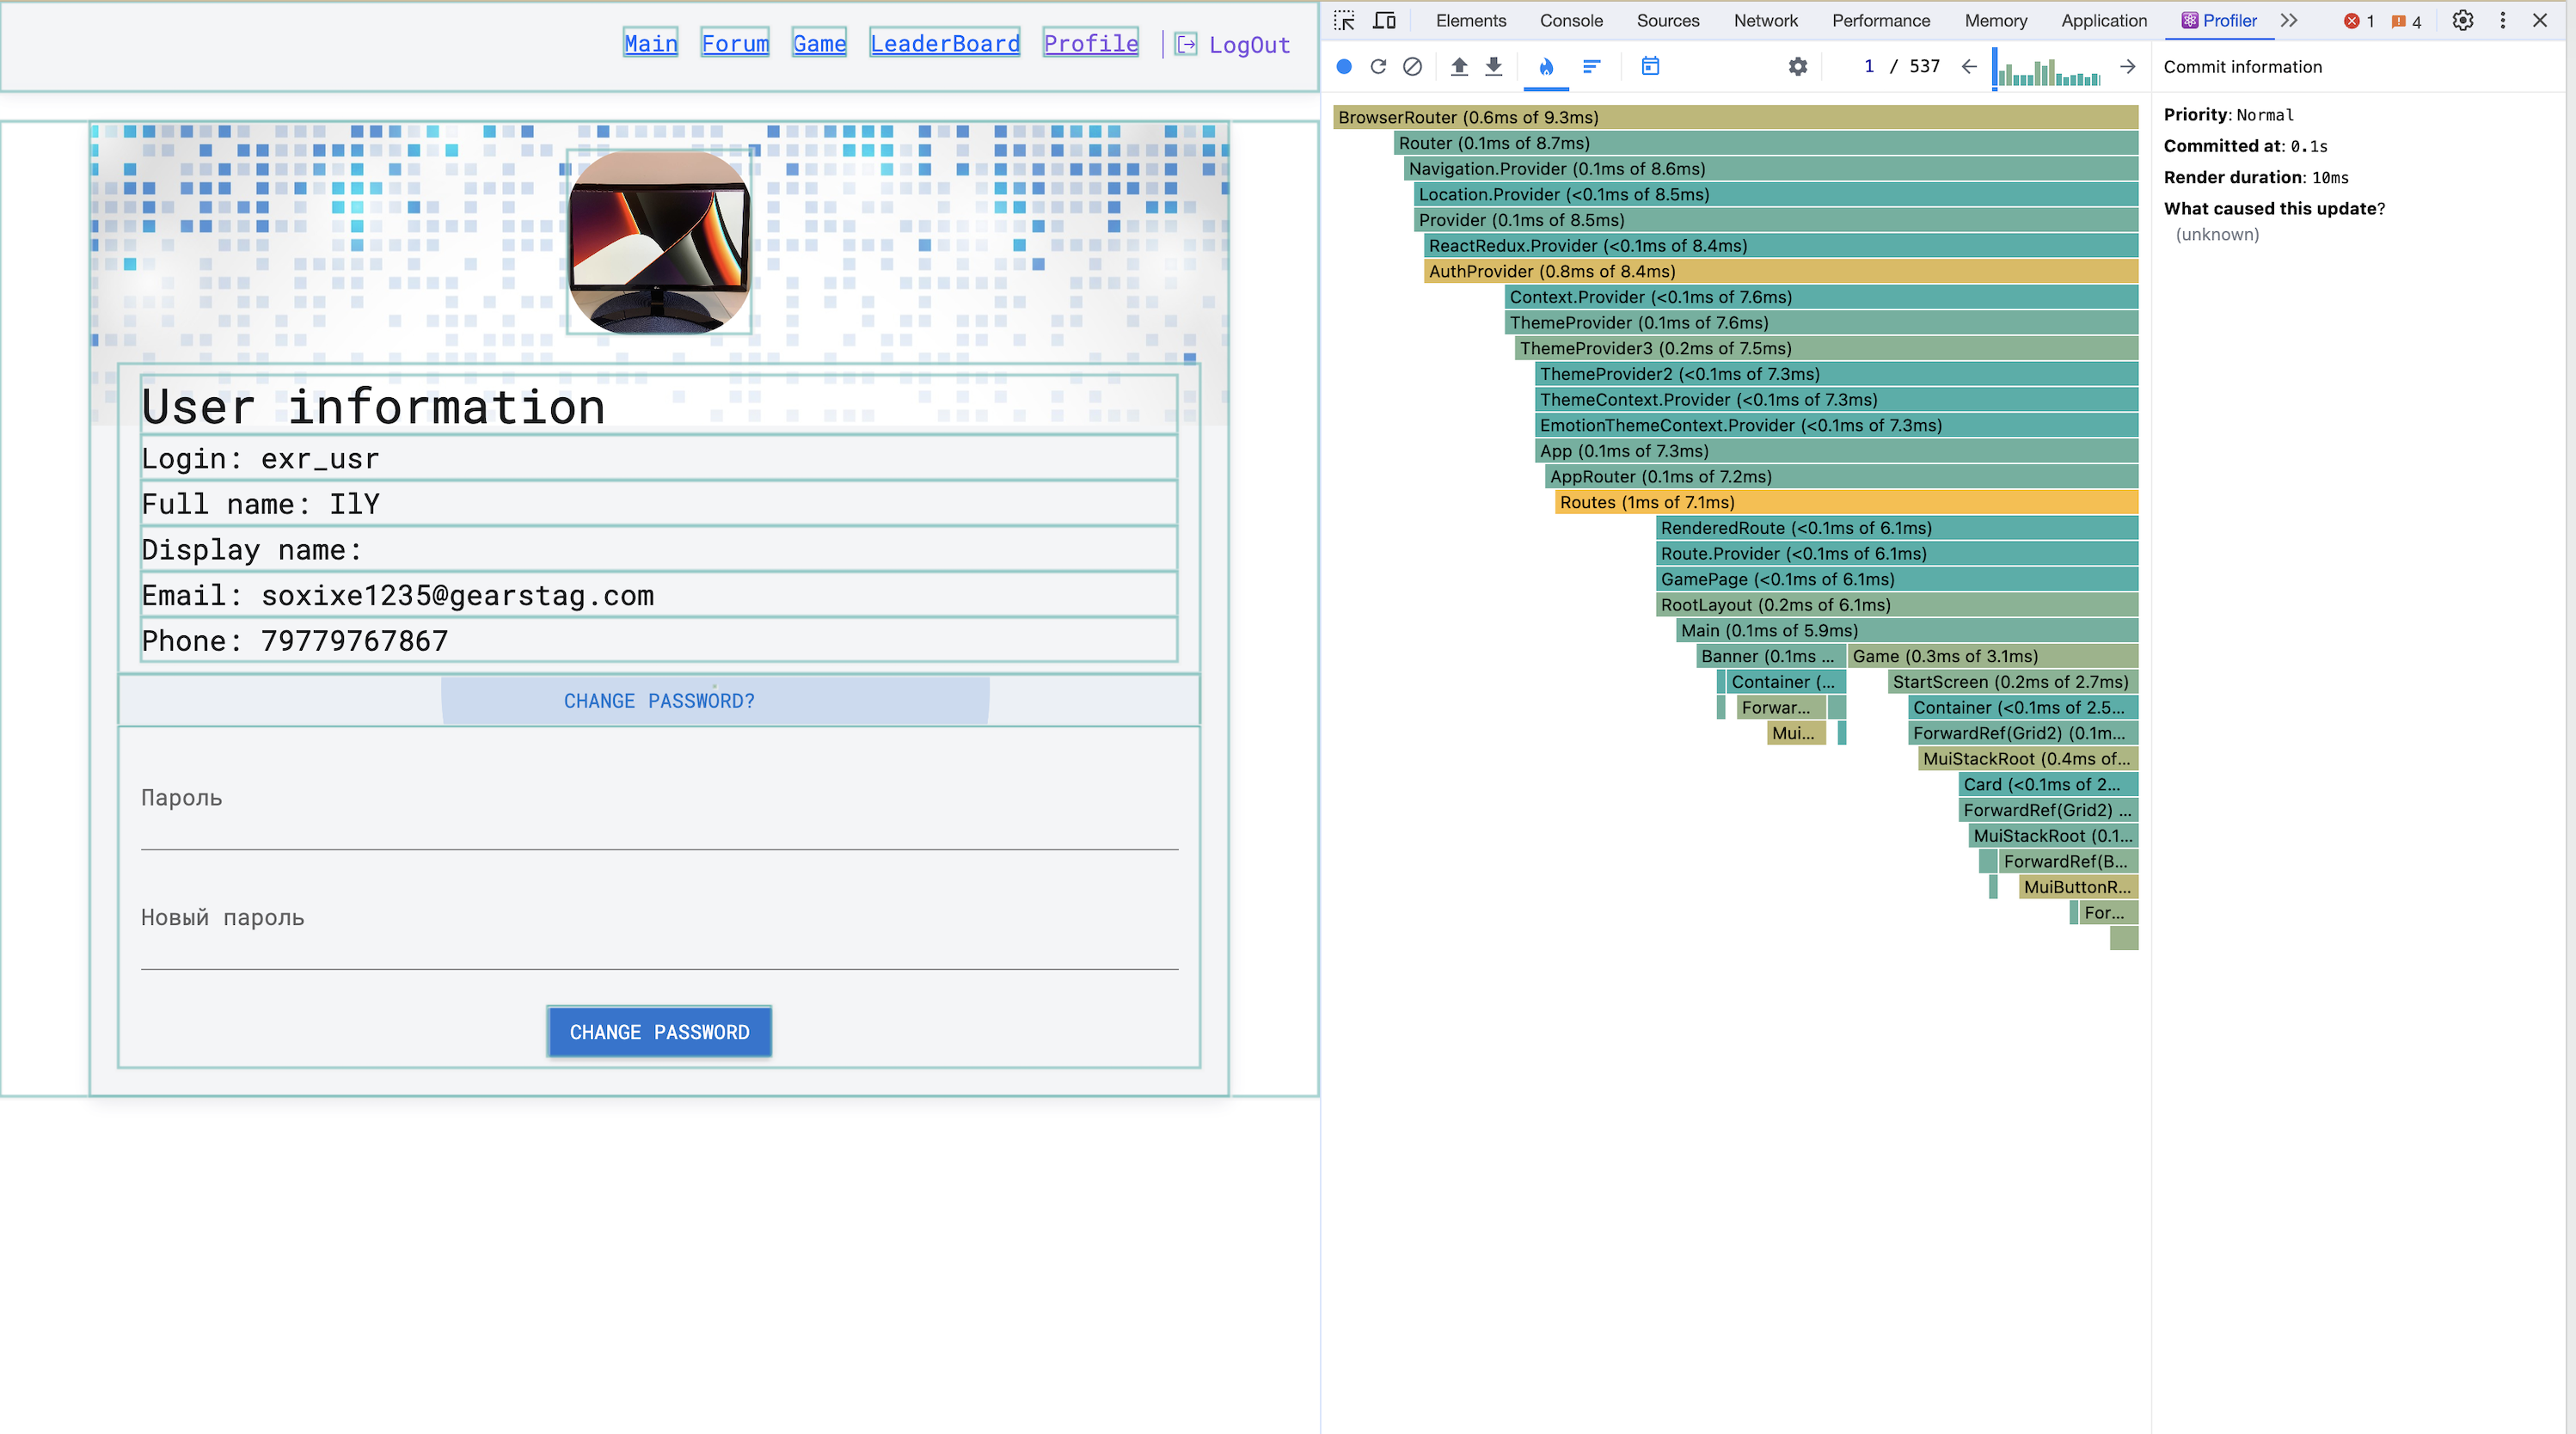 Main Forum Game LeaderBoard Profile LogOut
User information
Login: exr_usr
Full name: IlY
Display name:
Email: soxixe1235@gearstag.com
Phone: 79779767867
CHANGE PASSWORD?
Пароль
Новый пароль
CHANGE PASSWORD
Elements Console Sources Network Performance Memory Application Profiler 1 4
1 / 537
BrowserRouter (0.6ms of 9.3ms)
Router (0.1ms of 8.7ms)
Navigation.Provider (0.1ms of 8.6ms)
Location.Provider (<0.1ms of 8.5ms)
Provider (0.1ms of 8.5ms)
ReactRedux.Provider (<0.1ms of 8.4ms)
AuthProvider (0.8ms of 8.4ms)
Context.Provider (<0.1ms of 7.6ms)
ThemeProvider (0.1ms of 7.6ms)
ThemeProvider3 (0.2ms of 7.5ms)
ThemeProvider2 (<0.1ms of 7.3ms)
ThemeContext.Provider (<0.1ms of 7.3ms)
EmotionThemeContext.Provider (<0.1ms of 7.3ms)
App (0.1ms of 7.3ms)
AppRouter (0.1ms of 7.2ms)
Routes (1ms of 7.1ms)
RenderedRoute (<0.1ms of 6.1ms)
Route.Provider (<0.1ms of 6.1ms)
GamePage (<0.1ms of 6.1ms)
RootLayout (0.2ms of 6.1ms)
Main (0.1ms of 5.9ms)
Banner (0.1ms ... Game (0.3ms of 3.1ms)
Container (... StartScreen (0.2ms of 2.7ms)
Forwar... Container (<0.1ms of 2.5...
Mui... ForwardRef(Grid2) (0.1m...
MuiStackRoot (0.4ms of...
Card (<0.1ms of 2...
ForwardRef(Grid2) ...
MuiStackRoot (0.1...
ForwardRef(B...
MuiButtonR...
For...
Commit information
Priority: Normal
Committed at: 0.1s
Render duration: 10ms
What caused this update?
(unknown)